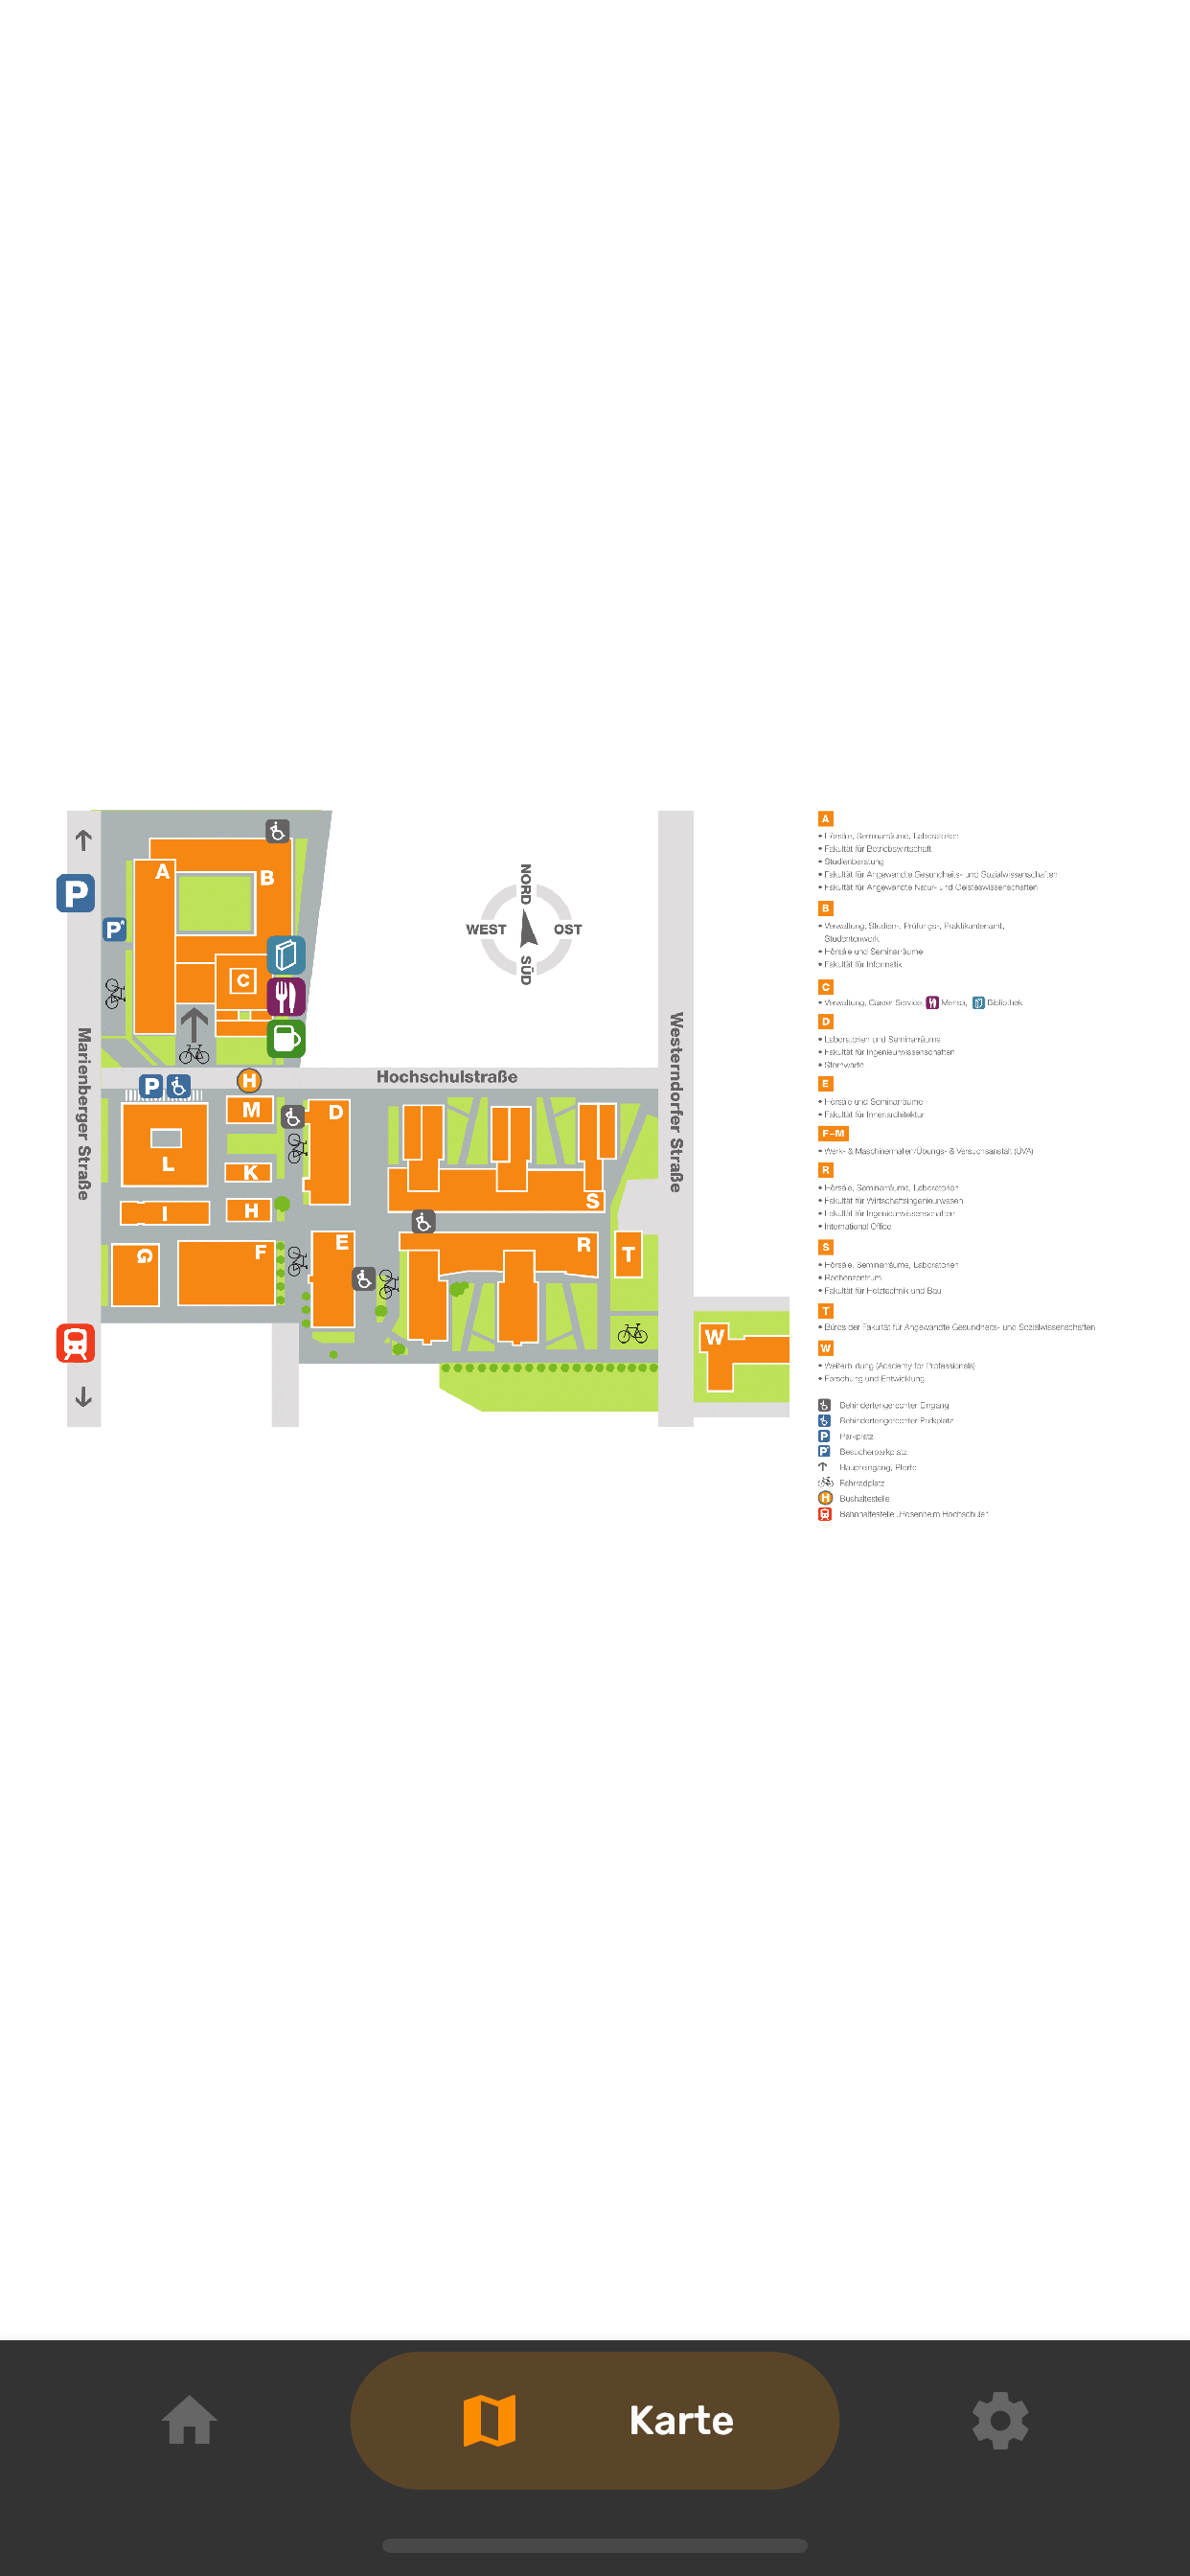 A
B
C
P
P*
NORD
WEST OST
SÜD
Marienberger Straße
Hochschulstraße
Westerndorfer Straße
P
H
M
D
L
K
I
H
S
G
F
E
R
T
W
A
• Hörsäle, Seminarräume, Laboratorien
• Fakultät für Betriebswirtschaft
• Studienberatung
• Fakultät für Angewandte Gesundheits- und Sozialwissenschaften
• Fakultät für Angewandte Natur- und Geisteswissenschaften
B
• Verwaltung, Studien-, Prüfungs-, Praktikantenamt,
Studentenwerk
• Hörsäle und Seminarräume
• Fakultät für Informatik
C
• Verwaltung, Career Service, Mensa, Bibliothek
D
• Laboratorien und Seminarräume
• Fakultät für Ingenieurwissenschaften
• Sternwarte
E
• Hörsäle und Seminarräume
• Fakultät für Innenarchitektur
F–M
• Werk- & Maschinenhallen/Übungs- & Versuchsanstalt (ÜVA)
R
• Hörsäle, Seminarräume, Laboratorien
• Fakultät für Wirtschaftsingenieurwesen
• Fakultät für Ingenieurwissenschaften
• International Office
S
• Hörsäle, Seminarräume, Laboratorien
• Rechenzentrum
• Fakultät für Holztechnik und Bau
T
• Büros der Fakultät für Angewandte Gesundheits- und Sozialwissenschaften
W
• Weiterbildung (Academy for Professionals)
• Forschung und Entwicklung
Behindertengerechter Eingang
Behindertengerechter Parkplatz
P Parkplatz
P* Besucherparkplatz
Haupteingang, Pforte
Fahrradplatz
H Bushaltestelle
Bahnhaltestelle „Rosenheim Hochschule"
Karte